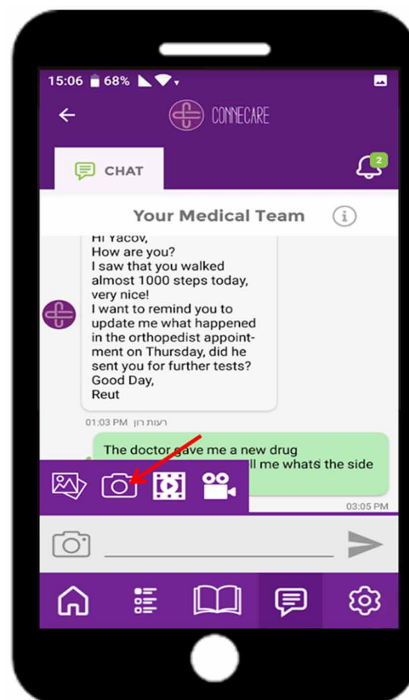 15:06 68%
CONNECARE
CHAT
2
Your Medical Team
Hi Yacov,
How are you?
I saw that you walked
almost 1000 steps today,
very nice!
I want to remind you to
update me what happened
in the orthopedist appoint-
ment on Thursday, did he
sent you for further tests?
Good Day,
Reut
01:03 PM רעות רון
The doctor gave me a new drug
ll me whats the side
03:05 PM